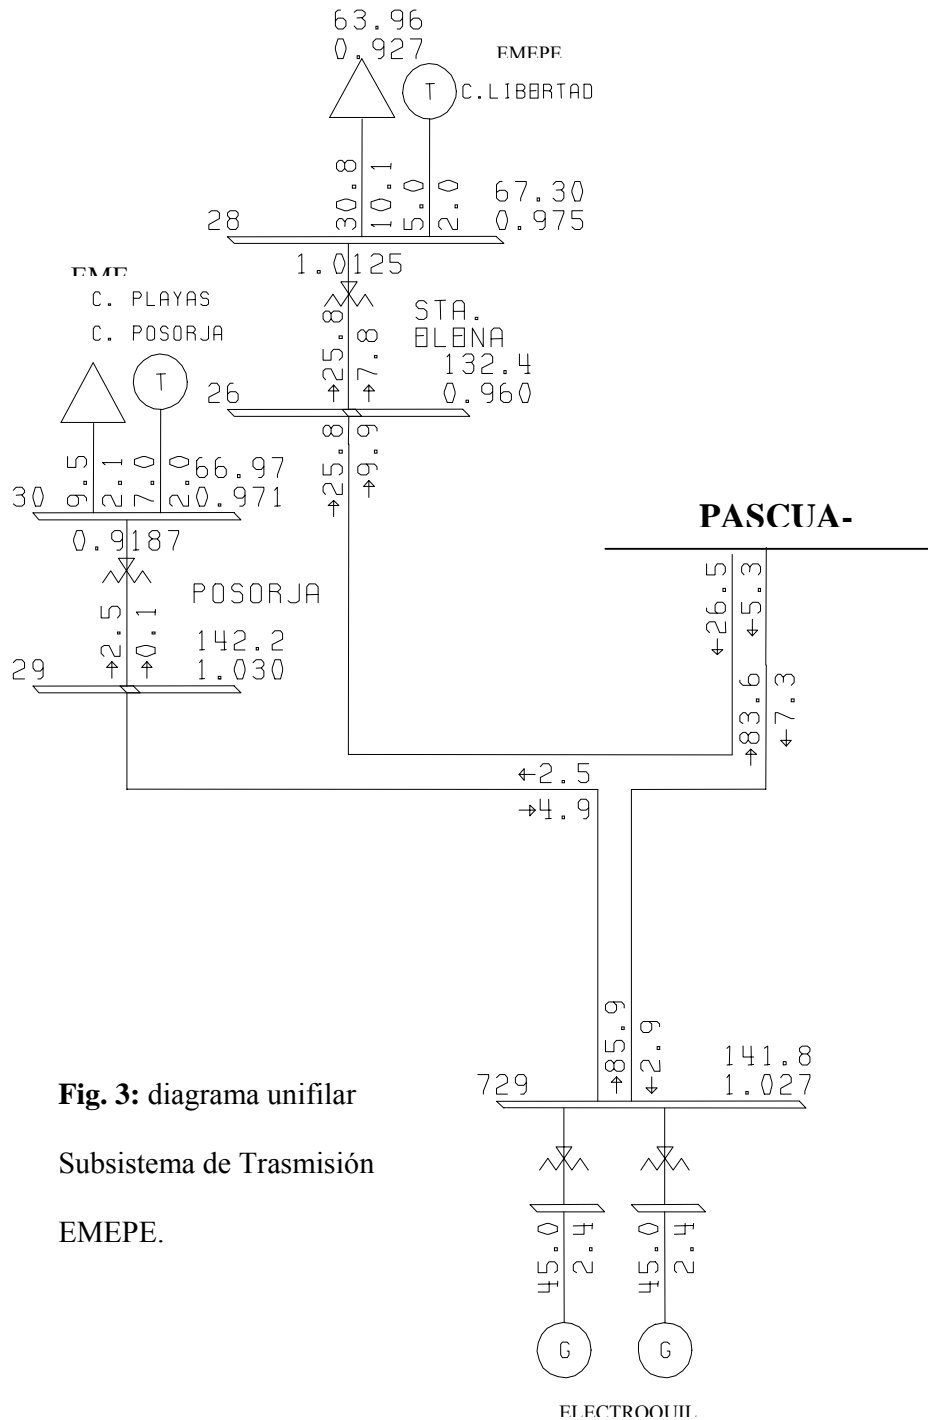 63.96
0.927
EMEPE
T
C.LIBERTAD
30.8
10.1
5.0
2.0
67.30
0.975
28
1.0125
EME
C. PLAYAS
C. POSORJA
STA.
ELENA
25.8
7.8
132.4
0.960
26
T
25.8
9.9
9.5
2.1
7.0
2.0
66.97
0.971
30
0.9187
PASCUA-
26.5
5.3
POSORJA
2.5
0.1
142.2
1.030
29
83.6
7.3
2.5
4.9
85.9
2.9
141.8
1.027
729
Fig. 3: diagrama unifilar
Subsistema de Trasmisión
EMEPE.
45.0
2.4
45.0
2.4
G
G
ELECTROQUIL